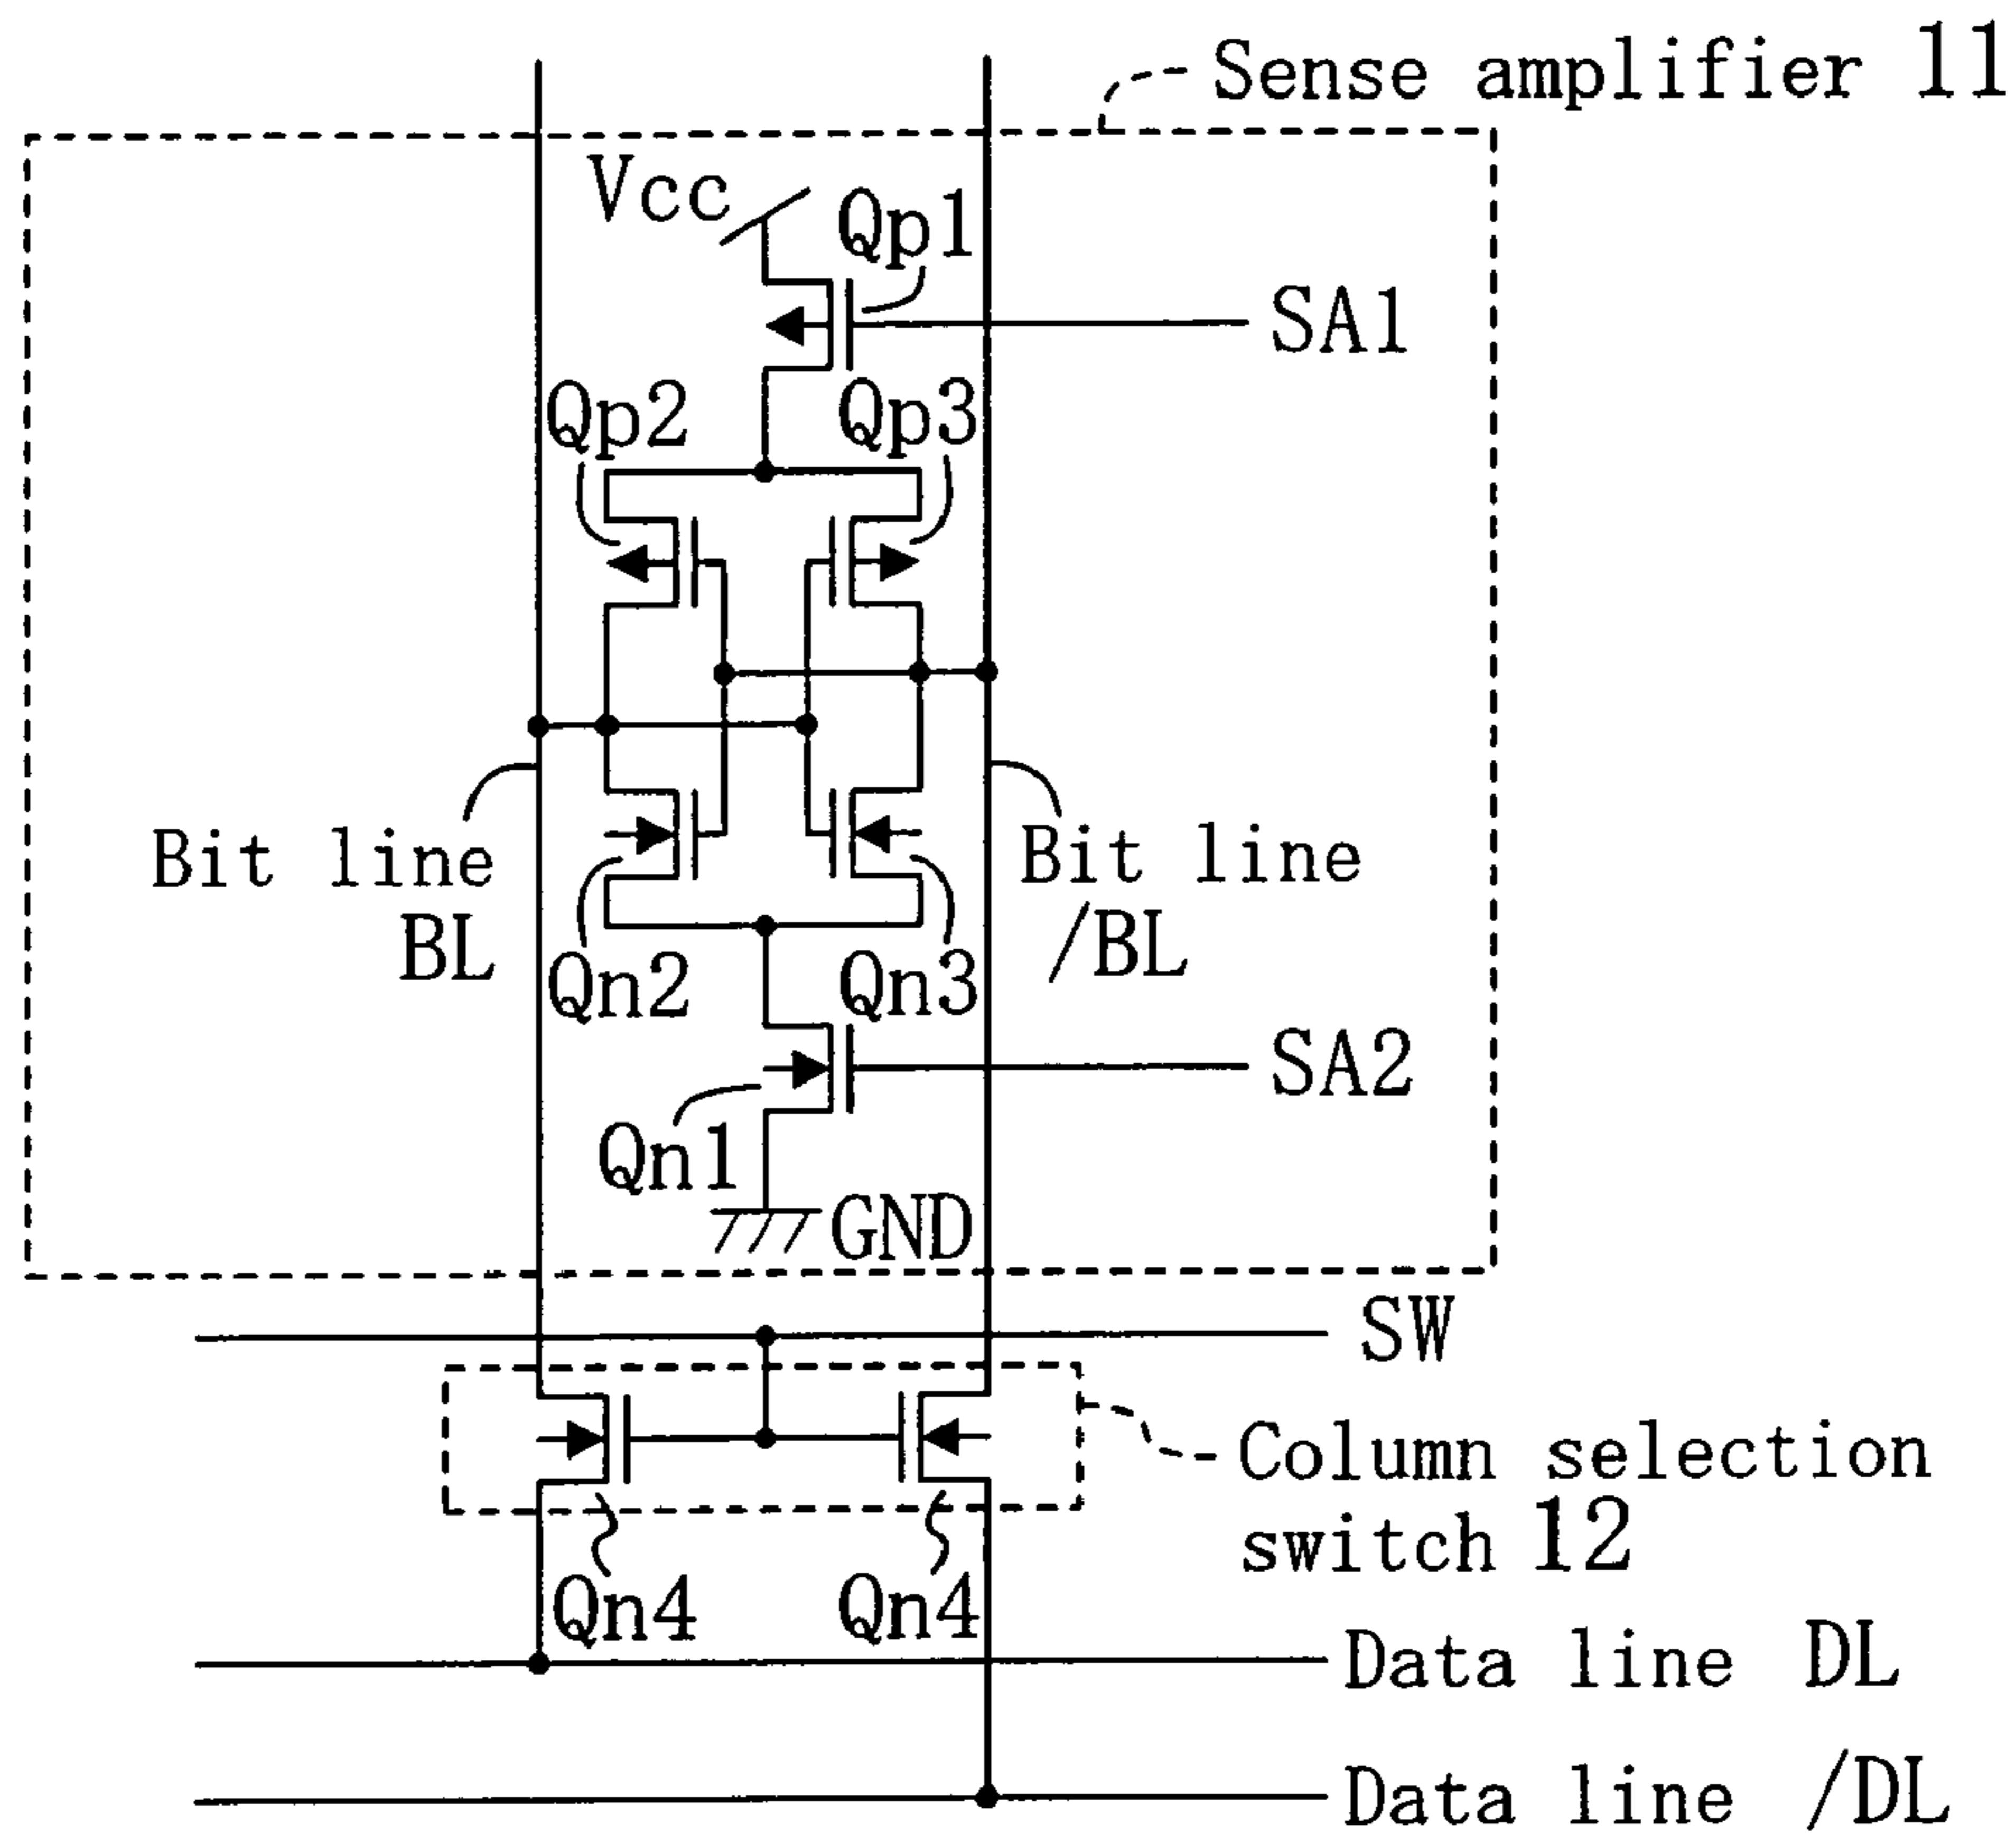 Sense amplifier 11
Vcc
Qp1
SA1
Qp2
Qp3
Bit line
BL
Bit line
/BL
Qn2
Qn3
SA2
Qn1
GND
SW
Column selection
switch 12
Qn4
Qn4
Data line DL
Data line /DL